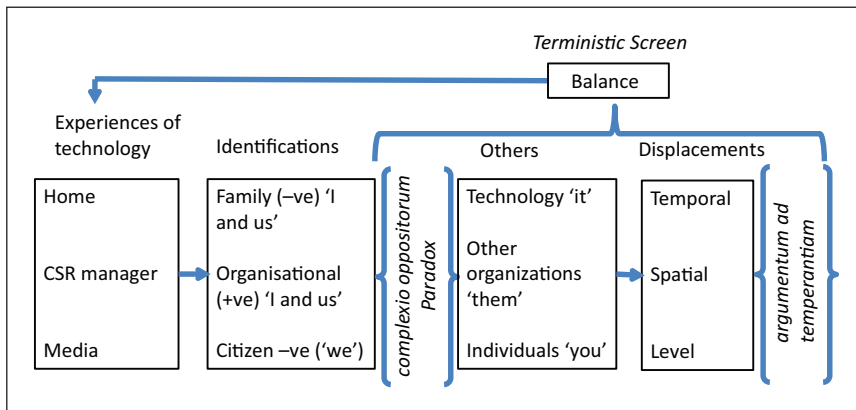 Terministic Screen
Balance
Experiences of
technology
Identifications
Others
Displacements
Home
CSR manager
Media
Family (–ve) ‘I
and us’
Organisational
(+ve) ‘I and us’
Citizen –ve (‘we’)
complexio oppositorum
Paradox
Technology ‘it’
Other
organizations
‘them’
Individuals ‘you’
Temporal
Spatial
Level
argumentum ad
temperantiam